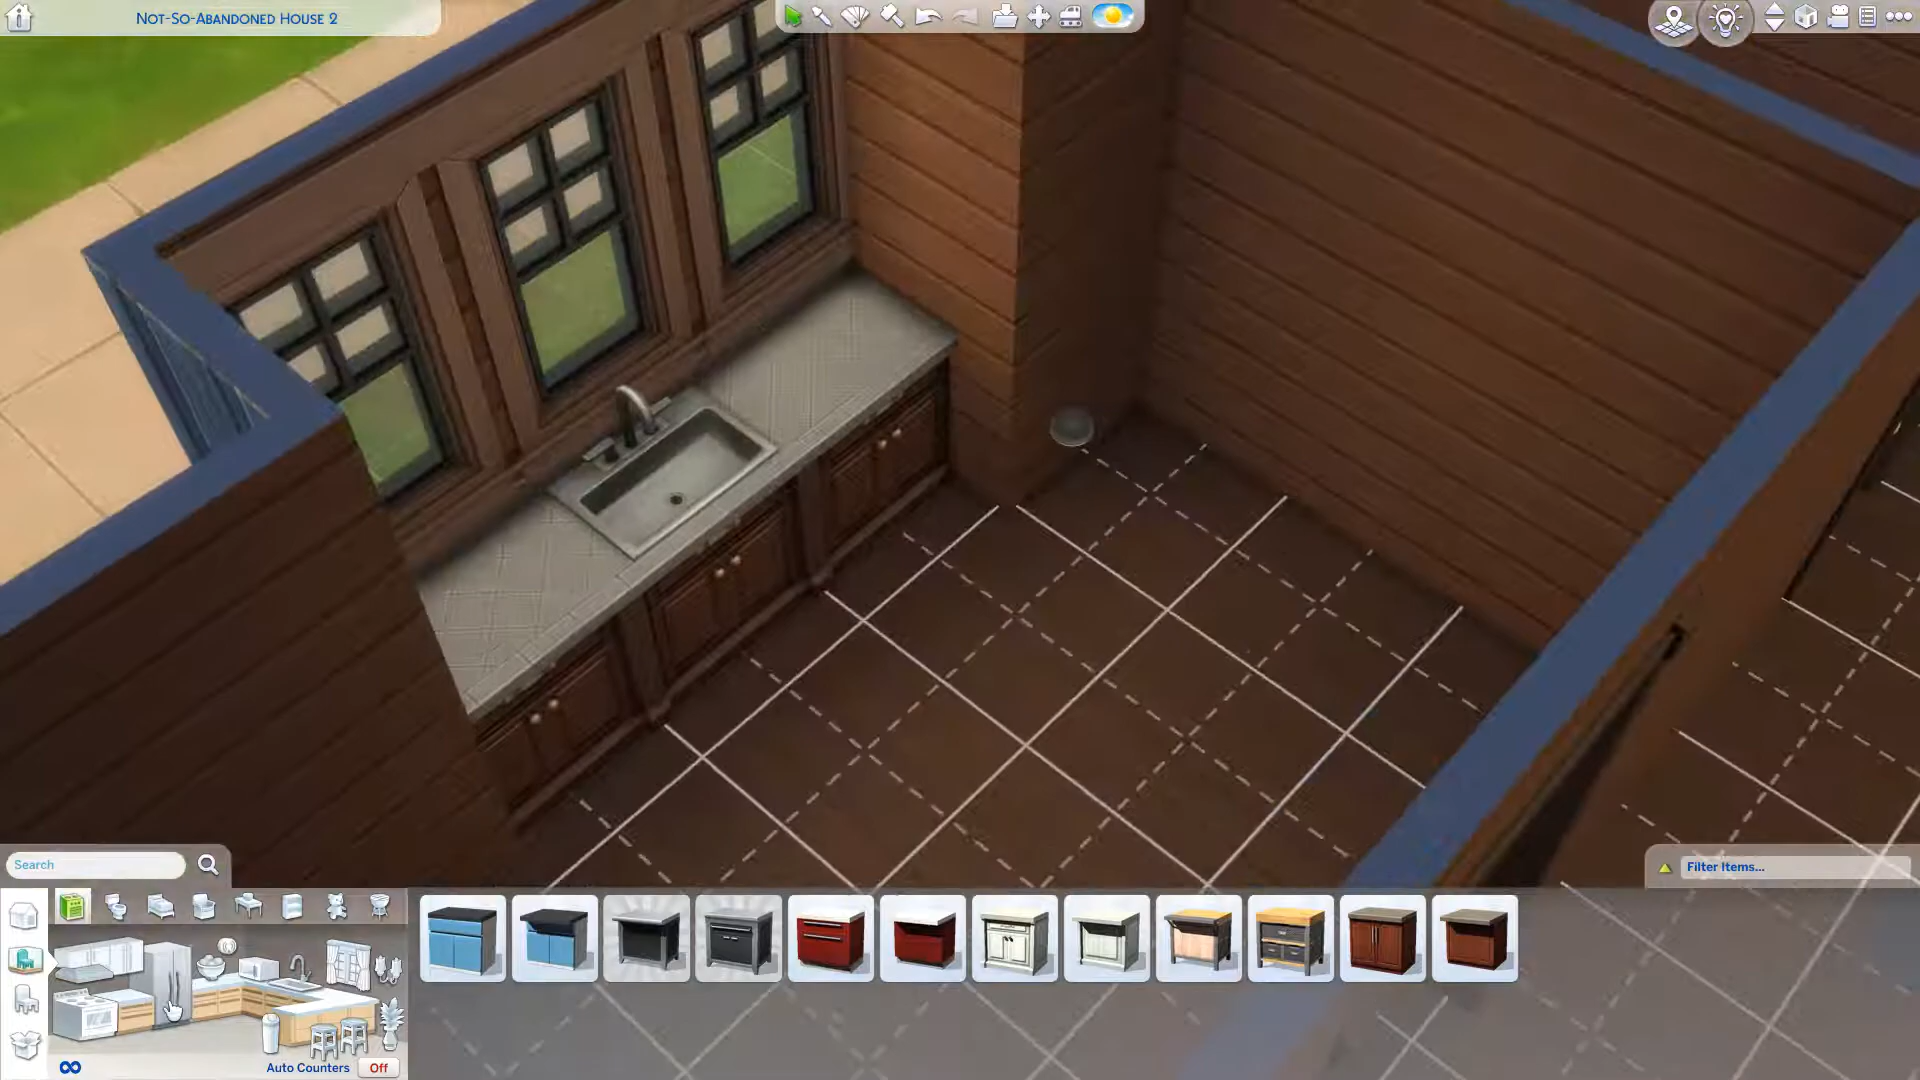 Not-So-Abandoned House 2
Search
Filter Items...
Auto Counters
Off